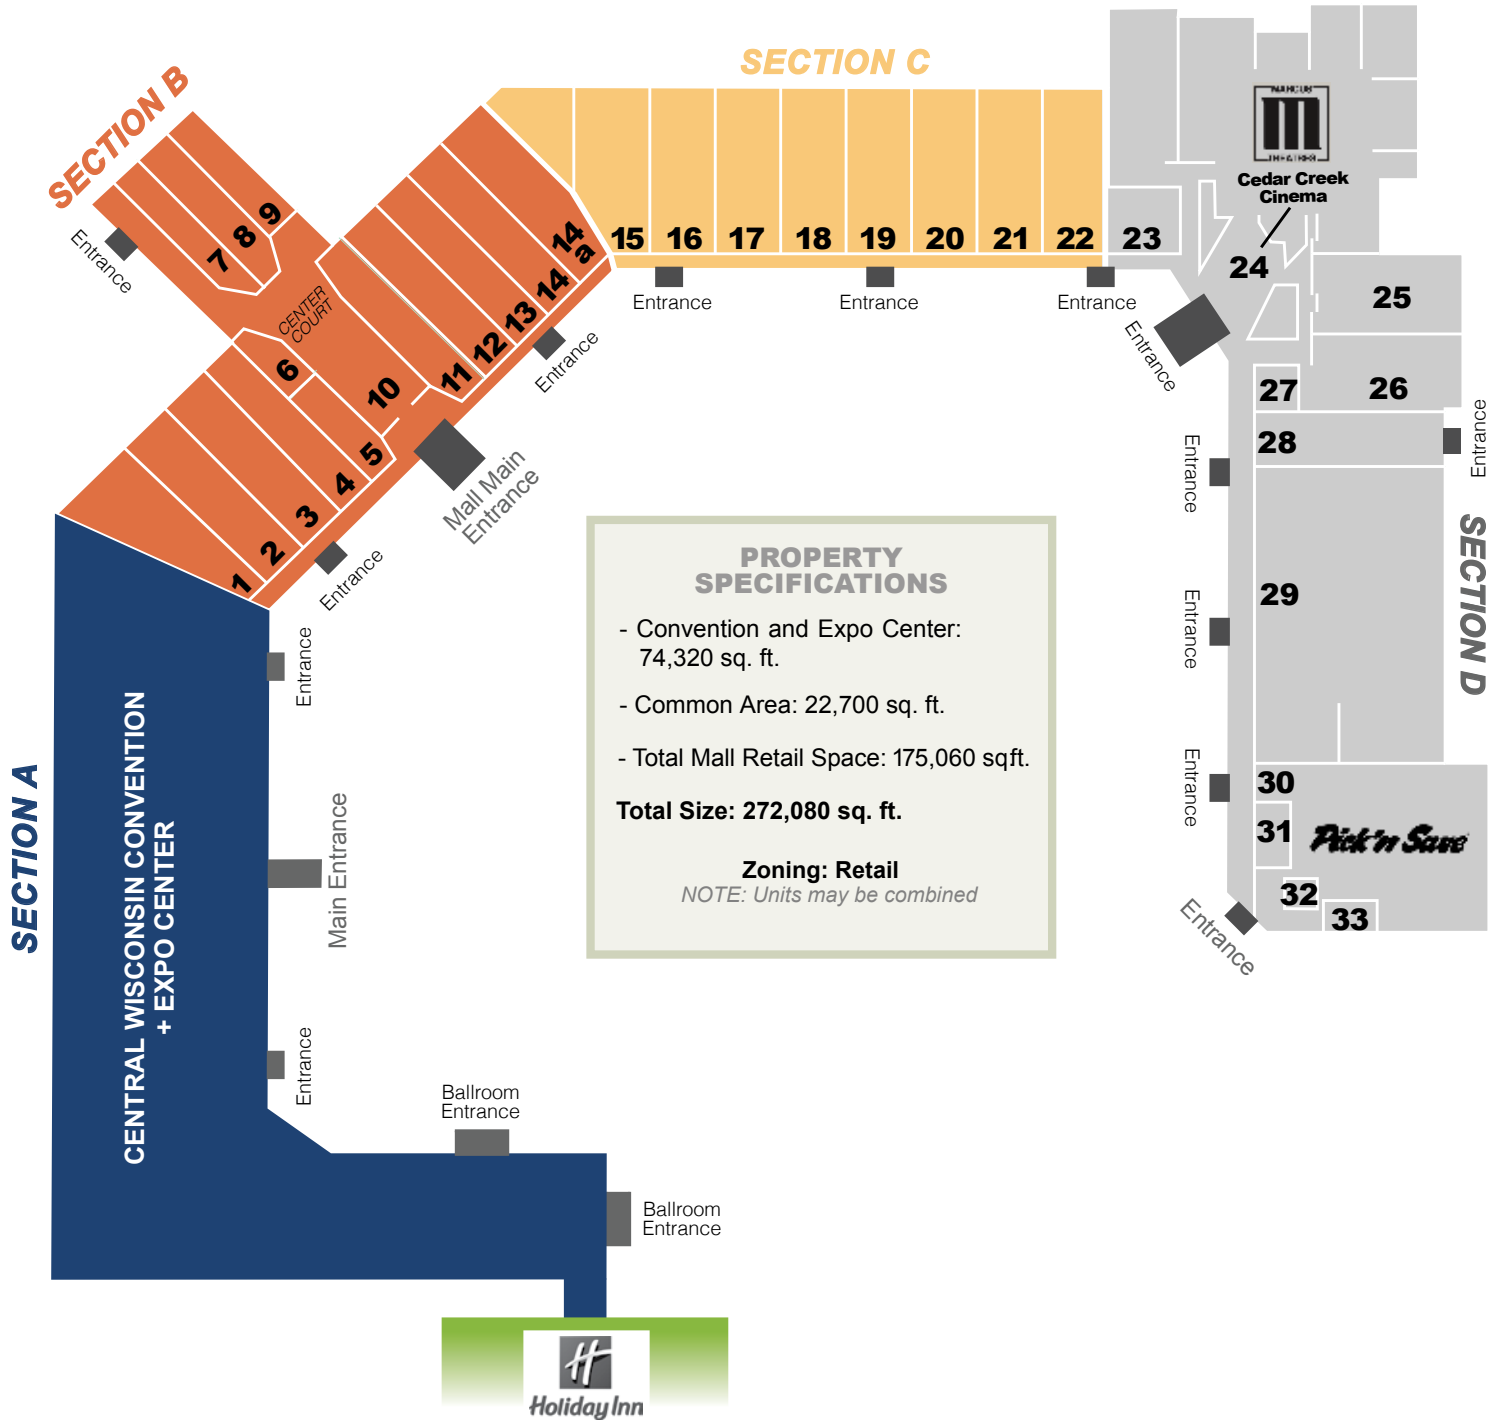 SECTION C
SECTION B
MARCUS
M
THEATRES
Cedar Creek
Cinema
Entrance
7
8
9
CENTER
COURT
6
10
11
12
13
14
14
a
Entrance
15
16
17
18
19
20
21
22
23
24
25
Entrance
Entrance
Entrance
Entrance
1
2
3
4
5
Mall Main
Entrance
Entrance
26
27
28
29
30
31
32
33
Entrance
Entrance
Entrance
Entrance
Entrance
SECTION D
Pick'n Save
PROPERTY
SPECIFICATIONS
- Convention and Expo Center:
74,320 sq. ft.
- Common Area: 22,700 sq. ft.
- Total Mall Retail Space: 175,060 sqft.
Total Size: 272,080 sq. ft.
Zoning: Retail
NOTE: Units may be combined
SECTION A
CENTRAL WISCONSIN CONVENTION
+ EXPO CENTER
Entrance
Main Entrance
Entrance
Ballroom
Entrance
Ballroom
Entrance
H
Holiday Inn